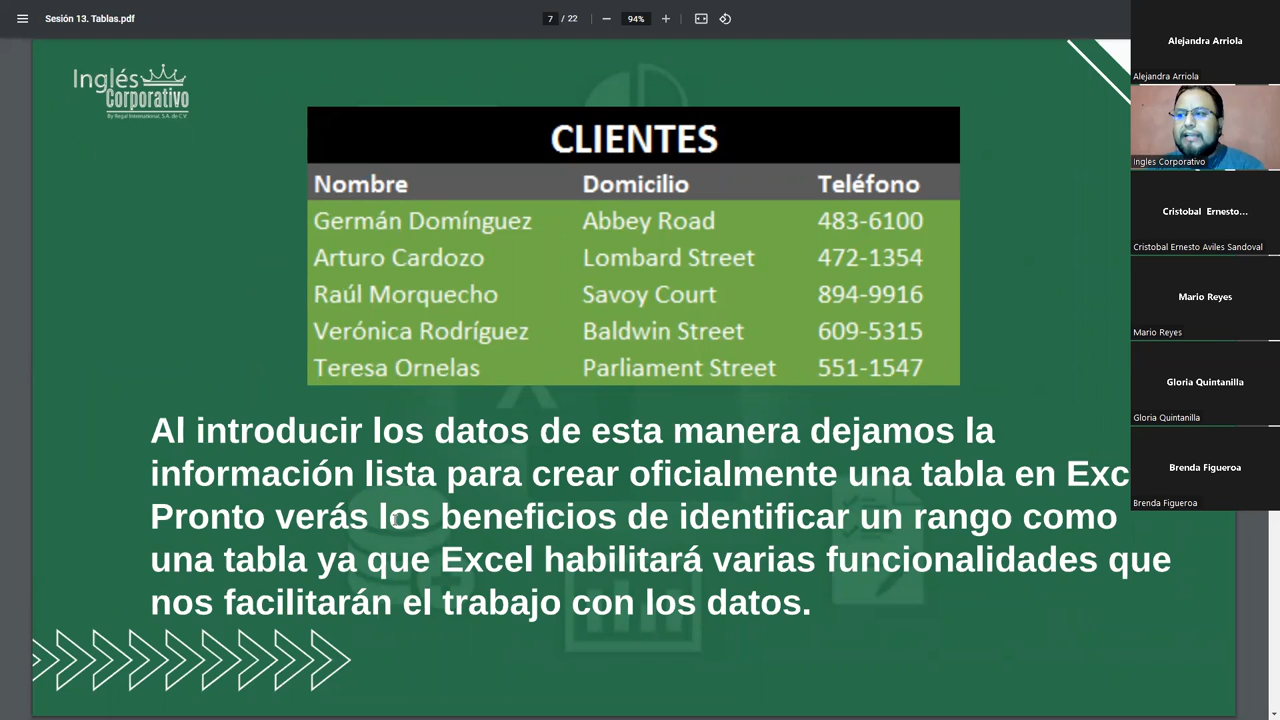 Sesión 13. Tablas.pdf
7 / 22
94%
Inglés
Corporativo
By Regal International, S.A. de C.V.
CLIENTES
Nombre Domicilio Teléfono
Germán Domínguez Abbey Road 483-6100
Arturo Cardozo Lombard Street 472-1354
Raúl Morquecho Savoy Court 894-9916
Verónica Rodríguez Baldwin Street 609-5315
Teresa Ornelas Parliament Street 551-1547
Al introducir los datos de esta manera dejamos la
información lista para crear oficialmente una tabla en Exc
Pronto verás los beneficios de identificar un rango como
una tabla ya que Excel habilitará varias funcionalidades que
nos facilitarán el trabajo con los datos.
Alejandra Arriola
Alejandra Arriola
Ingles Corporativo
Cristobal Ernesto...
Cristobal Ernesto Aviles Sandoval
Mario Reyes
Mario Reyes
Gloria Quintanilla
Gloria Quintanilla
Brenda Figueroa
Brenda Figueroa